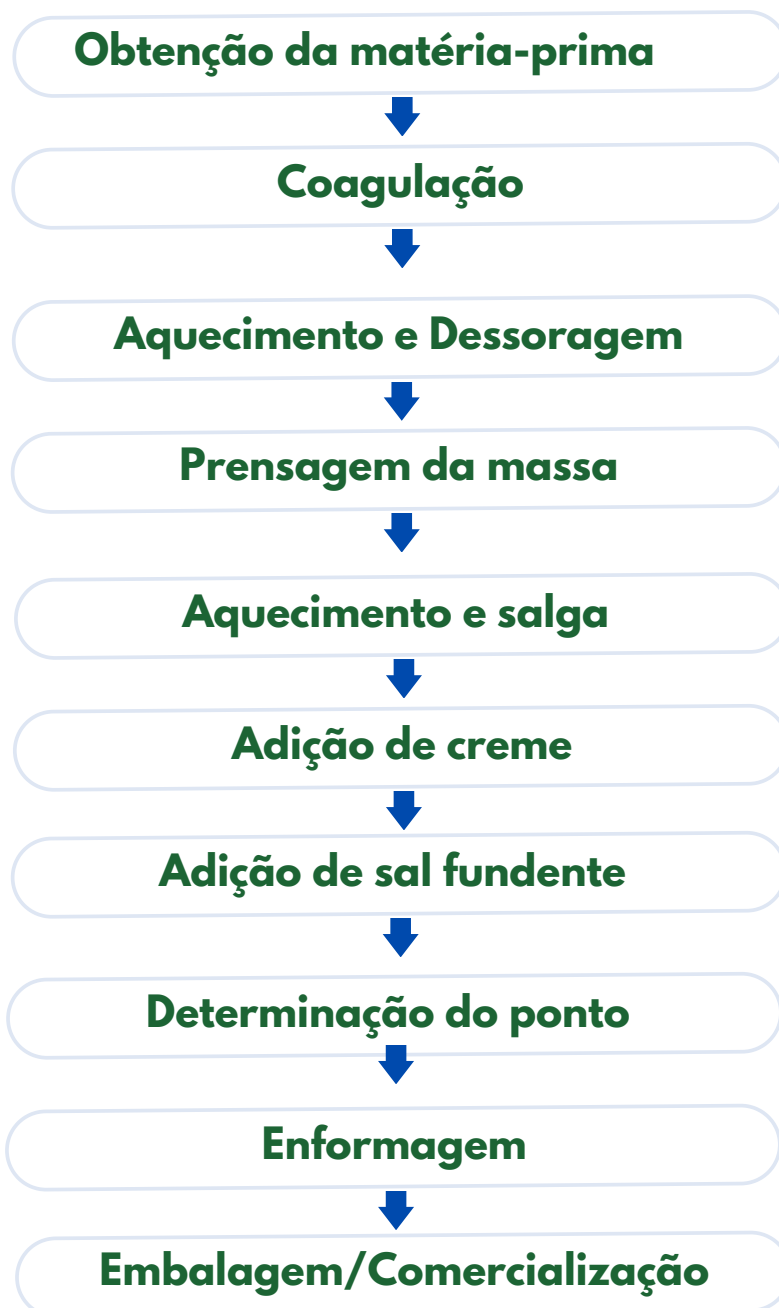 Obtenção da matéria-prima
Coagulação
Aquecimento e Dessoragem
Prensagem da massa
Aquecimento e salga
Adição de creme
Adição de sal fundente
Determinação do ponto
Enformagem
Embalagem/Comercialização